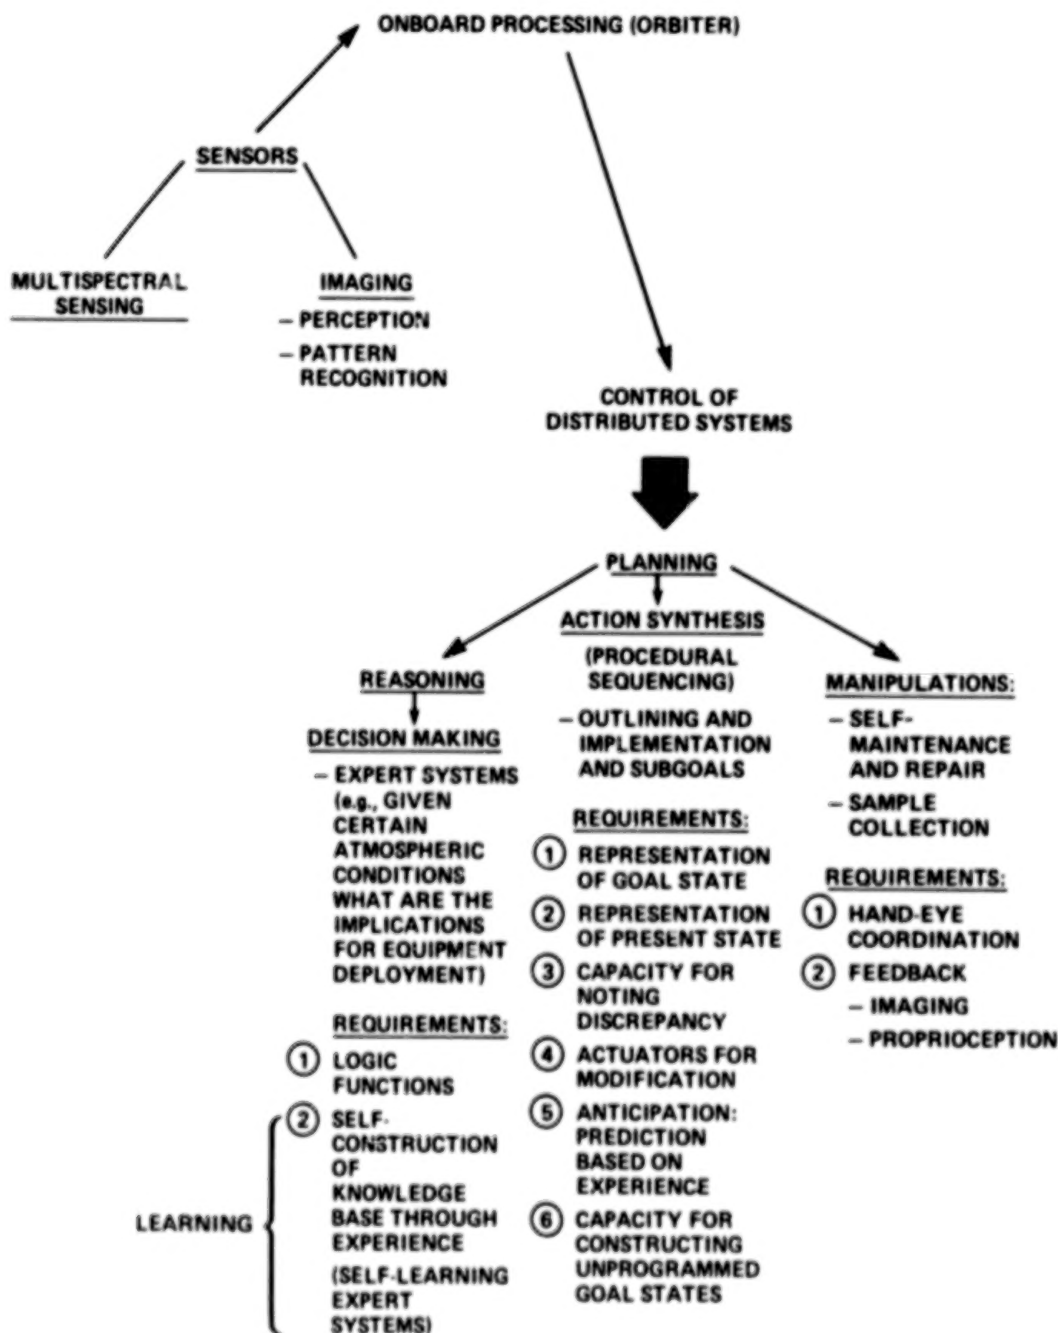 ONBOARD PROCESSING (ORBITER)
SENSORS
MULTISPECTRAL
SENSING
IMAGING
– PERCEPTION
– PATTERN
RECOGNITION
CONTROL OF
DISTRIBUTED SYSTEMS
PLANNING
REASONING
DECISION MAKING
– EXPERT SYSTEMS
(e.g., GIVEN
CERTAIN
ATMOSPHERIC
CONDITIONS
WHAT ARE THE
IMPLICATIONS
FOR EQUIPMENT
DEPLOYMENT)
REQUIREMENTS:
1 LOGIC
FUNCTIONS
LEARNING
2 SELF-
CONSTRUCTION
OF
KNOWLEDGE
BASE THROUGH
EXPERIENCE
(SELF-LEARNING
EXPERT
SYSTEMS)
ACTION SYNTHESIS
(PROCEDURAL
SEQUENCING)
– OUTLINING AND
IMPLEMENTATION
AND SUBGOALS
REQUIREMENTS:
1 REPRESENTATION
OF GOAL STATE
2 REPRESENTATION
OF PRESENT STATE
3 CAPACITY FOR
NOTING
DISCREPANCY
4 ACTUATORS FOR
MODIFICATION
5 ANTICIPATION:
PREDICTION
BASED ON
EXPERIENCE
6 CAPACITY FOR
CONSTRUCTING
UNPROGRAMMED
GOAL STATES
MANIPULATIONS:
– SELF-
MAINTENANCE
AND REPAIR
– SAMPLE
COLLECTION
REQUIREMENTS:
1 HAND-EYE
COORDINATION
2 FEEDBACK
– IMAGING
– PROPRIOCEPTION